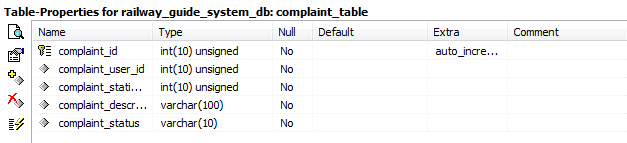 Table-Properties for railway_guide_system_db: complaint_table
Name Type Null Default Extra Comment
complaint_id int(10) unsigned No auto_incre...
complaint_user_id int(10) unsigned No
complaint_stati... int(10) unsigned No
complaint_descr... varchar(100) No
complaint_status varchar(10) No